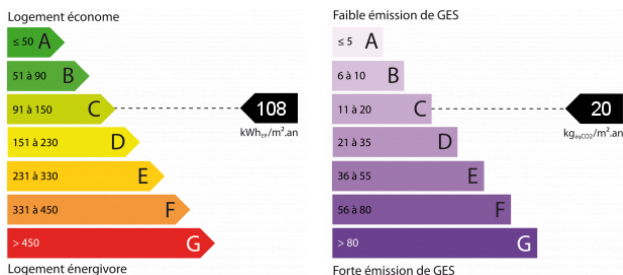 Logement économe
≤ 50 A
51 à 90 B
91 à 150 C
108
kWhEP/m².an
151 à 230 D
231 à 330 E
331 à 450 F
> 450 G
Logement énergivore
Faible émission de GES
≤ 5 A
6 à 10 B
11 à 20 C
20
kgéqCO2/m².an
21 à 35 D
36 à 55 E
56 à 80 F
> 80 G
Forte émission de GES